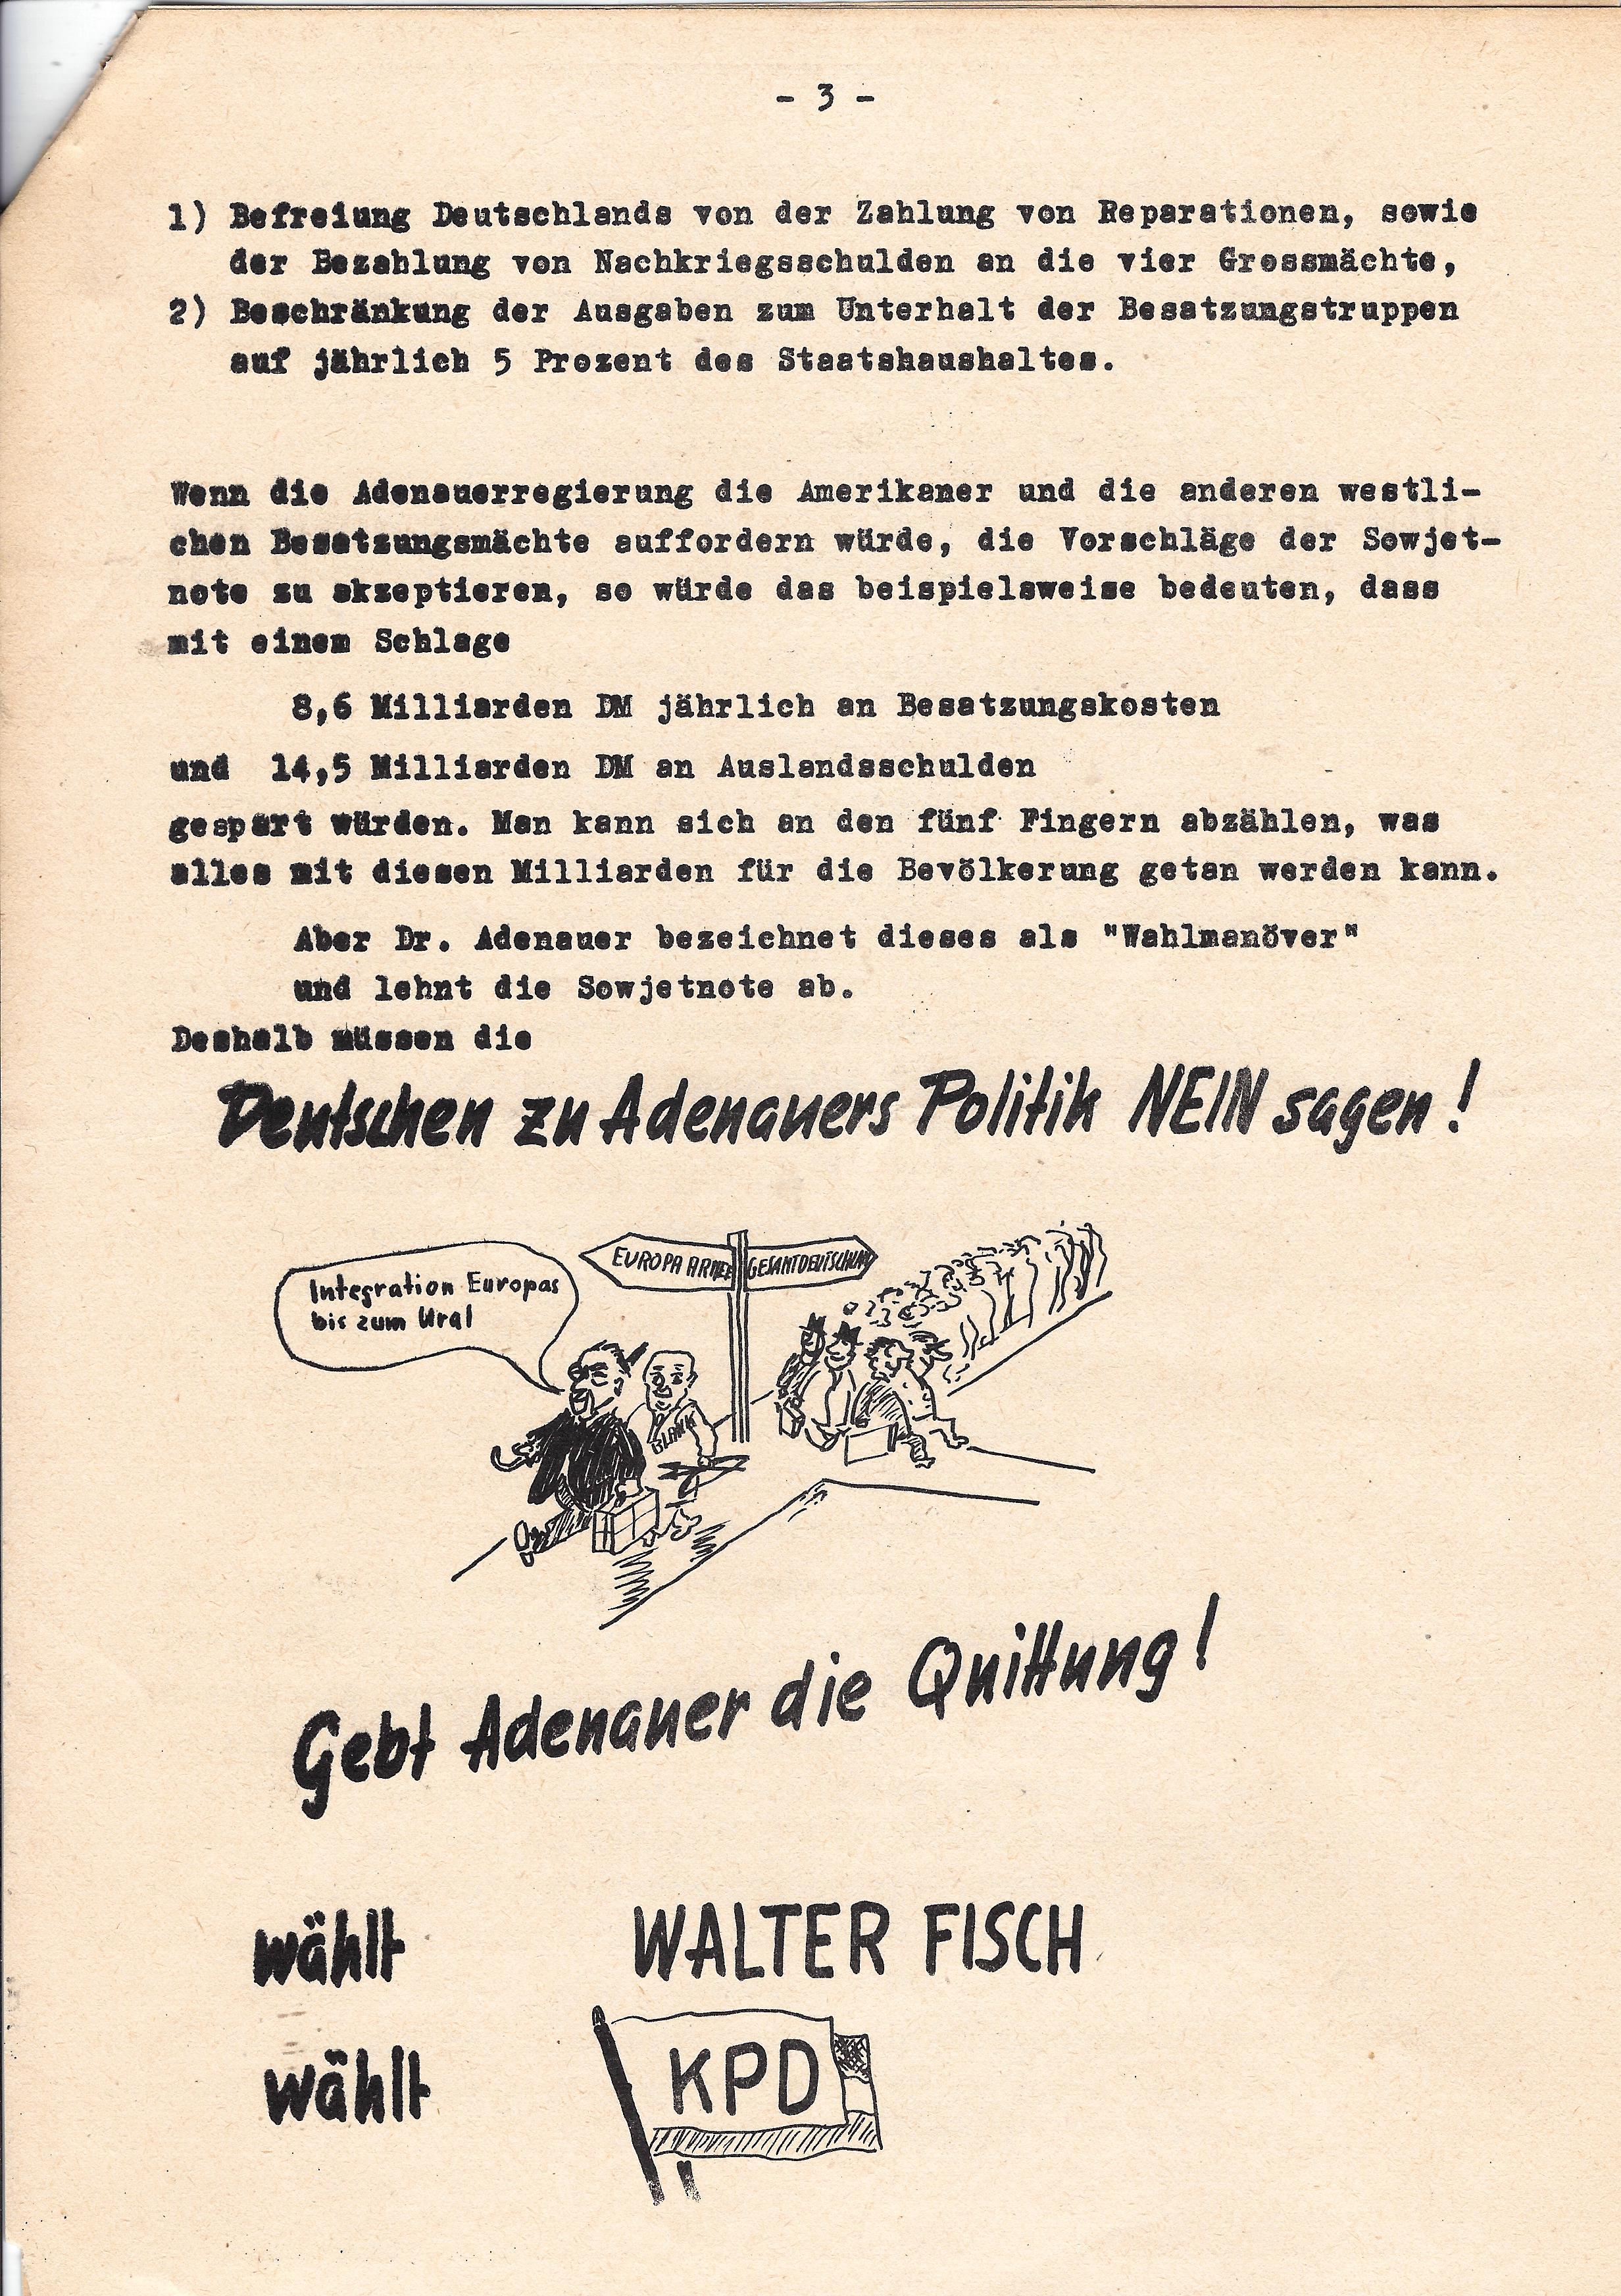 - 3 -
1) Befreiung Deutschlands von der Zahlung von Reparationen, sowie
der Bezahlung von Nachkriegsschulden an die vier Grossmächte,
2) Beschränkung der Ausgaben zum Unterhalt der Besatzungstruppen
auf jährlich 5 Prozent des Staatshaushaltes.
Wenn die Adenauerregierung die Amerikaner und die anderen westli-
chen Besatzungsmächte auffordern würde, die Vorschläge der Sowjet-
note zu akzeptieren, so würde das beispielsweise bedeuten, dass
mit einem Schlage
8,6 Milliarden DM jährlich an Besatzungskosten
und 14,5 Milliarden DM an Auslandsschulden
gespart würden. Man kann sich an den fünf Fingern abzählen, was
alles mit diesen Milliarden für die Bevölkerung getan werden kann.
Aber Dr. Adenauer bezeichnet dieses als "Wahlmanöver"
und lehnt die Sowjetnote ab.
Deshalb müssen die
Deutschen zu Adenauers Politik NEIN sagen!
EUROPA ARMEE
Integration Europas
bis zum Ural
BLANK
Gebt Adenauer die Quittung!
wählt WALTER FISCH
wählt KPD